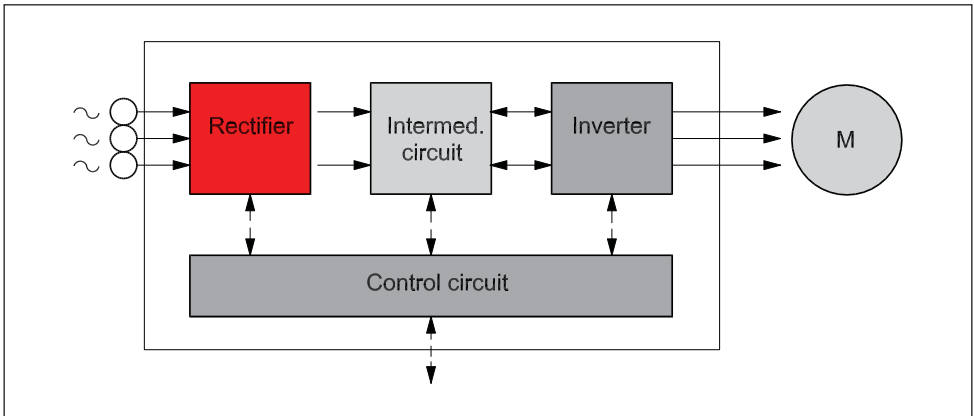 Rectifier
Intermed.
circuit
Inverter
M
Control circuit